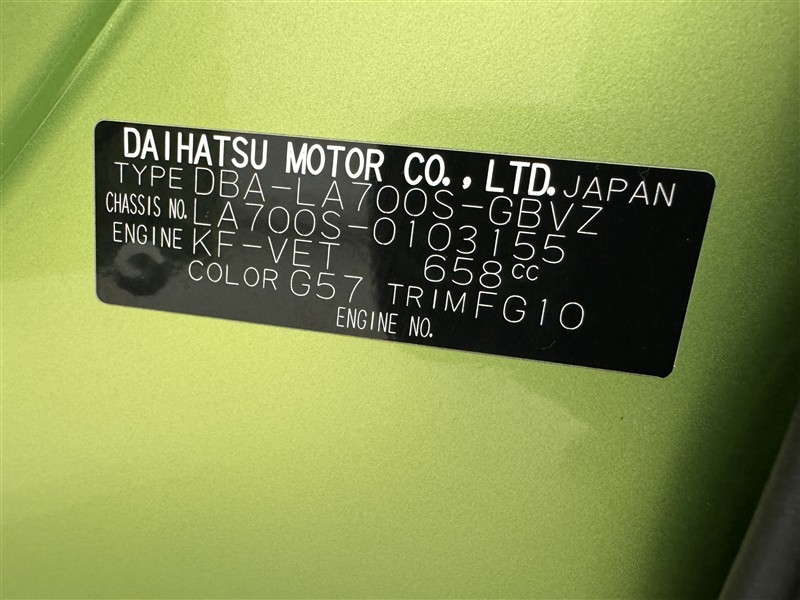 DAIHATSU MOTOR CO., LTD. JAPAN
TYPE DBA-LA700S-GBVZ
CHASSIS NO. LA700S-0103155
ENGINE KF-VET 658cc
COLOR G57 TRIM FG10
ENGINE NO.